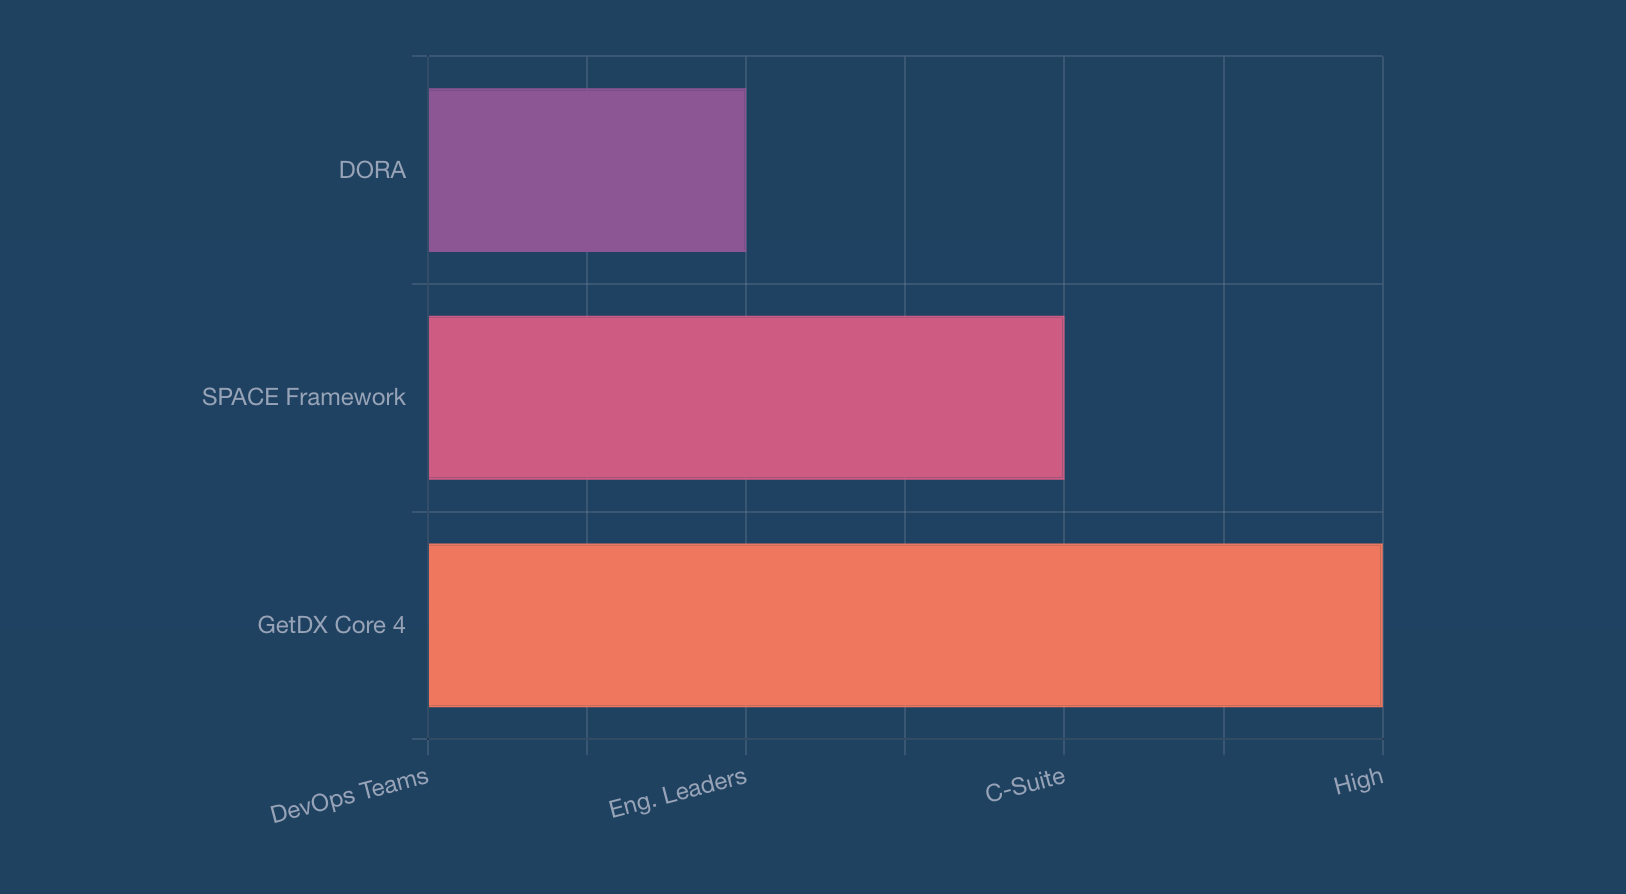 DORA
SPACE Framework
GetDX Core 4
DevOps Teams
Eng. Leaders
C-Suite
High